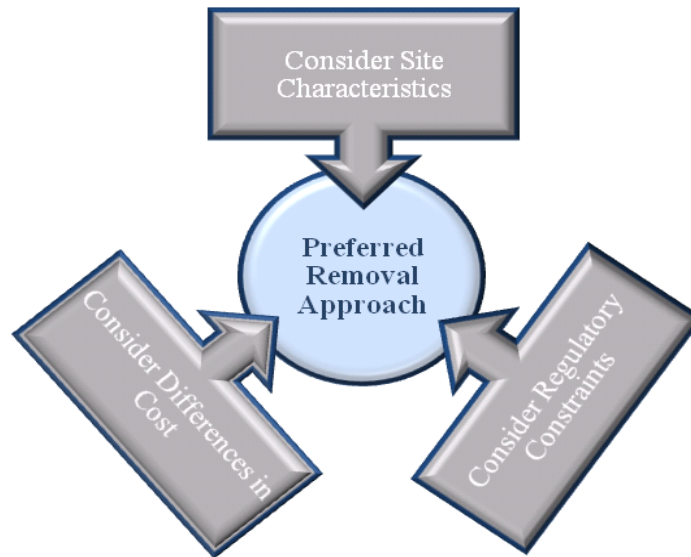 Consider Site
Characteristics
Preferred
Removal
Approach
Consider Differences in
Cost
Consider Regulatory
Constraints